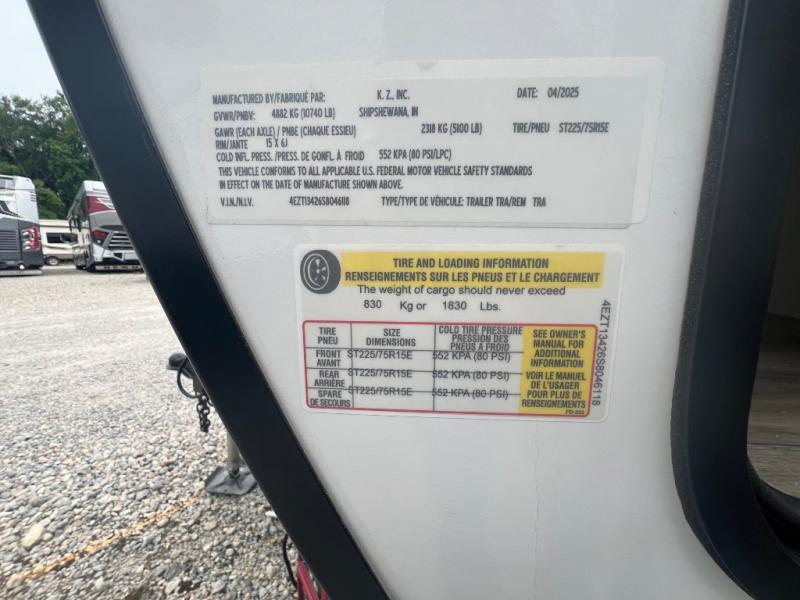 MANUFACTURED BY/FABRIQUÉ PAR: K. Z., INC. DATE: 04/2025
GVWR/PNBV: 4882 KG (10740 LB) SHIPSHEWANA, IN
GAWR (EACH AXLE) / PNBE (CHAQUE ESSIEU) 2318 KG (5100 LB) TIRE/PNEU ST225/75R15E
RIM/JANTE 15 X 6J
COLD INFL. PRESS. /PRESS. DE GONFL. À FROID 552 KPA (80 PSI/LPC)
THIS VEHICLE CONFORMS TO ALL APPLICABLE U.S. FEDERAL MOTOR VEHICLE SAFETY STANDARDS
IN EFFECT ON THE DATE OF MANUFACTURE SHOWN ABOVE.
V.I.N./N.I.V. 4EZT13426S8046118 TYPE/TYPE DE VÉHICULE: TRAILER TRA/REM TRA
TIRE AND LOADING INFORMATION
RENSEIGNEMENTS SUR LES PNEUS ET LE CHARGEMENT
The weight of cargo should never exceed
830 Kg or 1830 Lbs.
TIRE
PNEU
SIZE
DIMENSIONS
COLD TIRE PRESSURE
PRESSION DES
PNEUS A FROID
FRONT
AVANT
ST225/75R15E
552 KPA (80 PSI)
REAR
ARRIÈRE
ST225/75R15E
552 KPA (80 PSI)
SPARE
DE SECOURS
ST225/75R15E
552 KPA (80 PSI)
SEE OWNER'S
MANUAL FOR
ADDITIONAL
INFORMATION
VOIR LE MANUEL
DE L'USAGER
POUR PLUS DE
RENSEIGNEMENTS
4EZT13426S8046118